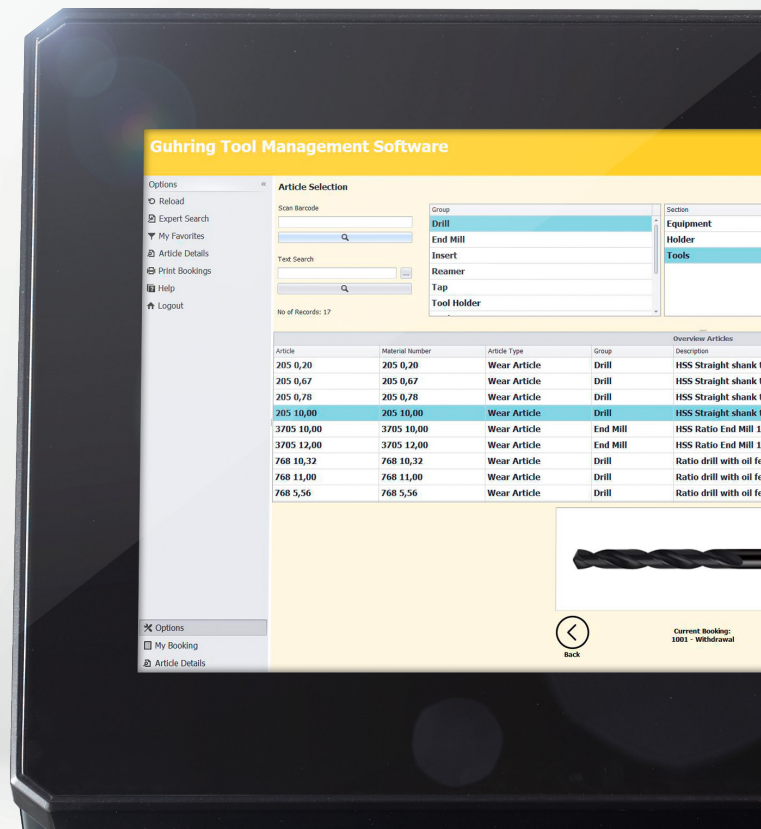 Guhring Tool Management Software
Options «
Reload
Expert Search
My Favorites
Article Details
Print Bookings
Help
Logout
Article Selection
Scan Barcode
Text Search
...
No of Records: 17
Group
Drill
End Mill
Insert
Reamer
Tap
Tool Holder
Section
Equipment
Holder
Tools
Overview Articles
Article Material Number Article Type Group Description
205 0,20 205 0,20 Wear Article Drill HSS Straight shank t
205 0,67 205 0,67 Wear Article Drill HSS Straight shank t
205 0,78 205 0,78 Wear Article Drill HSS Straight shank t
205 10,00 205 10,00 Wear Article Drill HSS Straight shank t
3705 10,00 3705 10,00 Wear Article End Mill HSS Ratio End Mill 1
3705 12,00 3705 12,00 Wear Article End Mill HSS Ratio End Mill 1
768 10,32 768 10,32 Wear Article Drill Ratio drill with oil fe
768 11,00 768 11,00 Wear Article Drill Ratio drill with oil fe
768 5,56 768 5,56 Wear Article Drill Ratio drill with oil fe
Back
Current Booking:
1001 - Withdrawal
Options
My Booking
Article Details